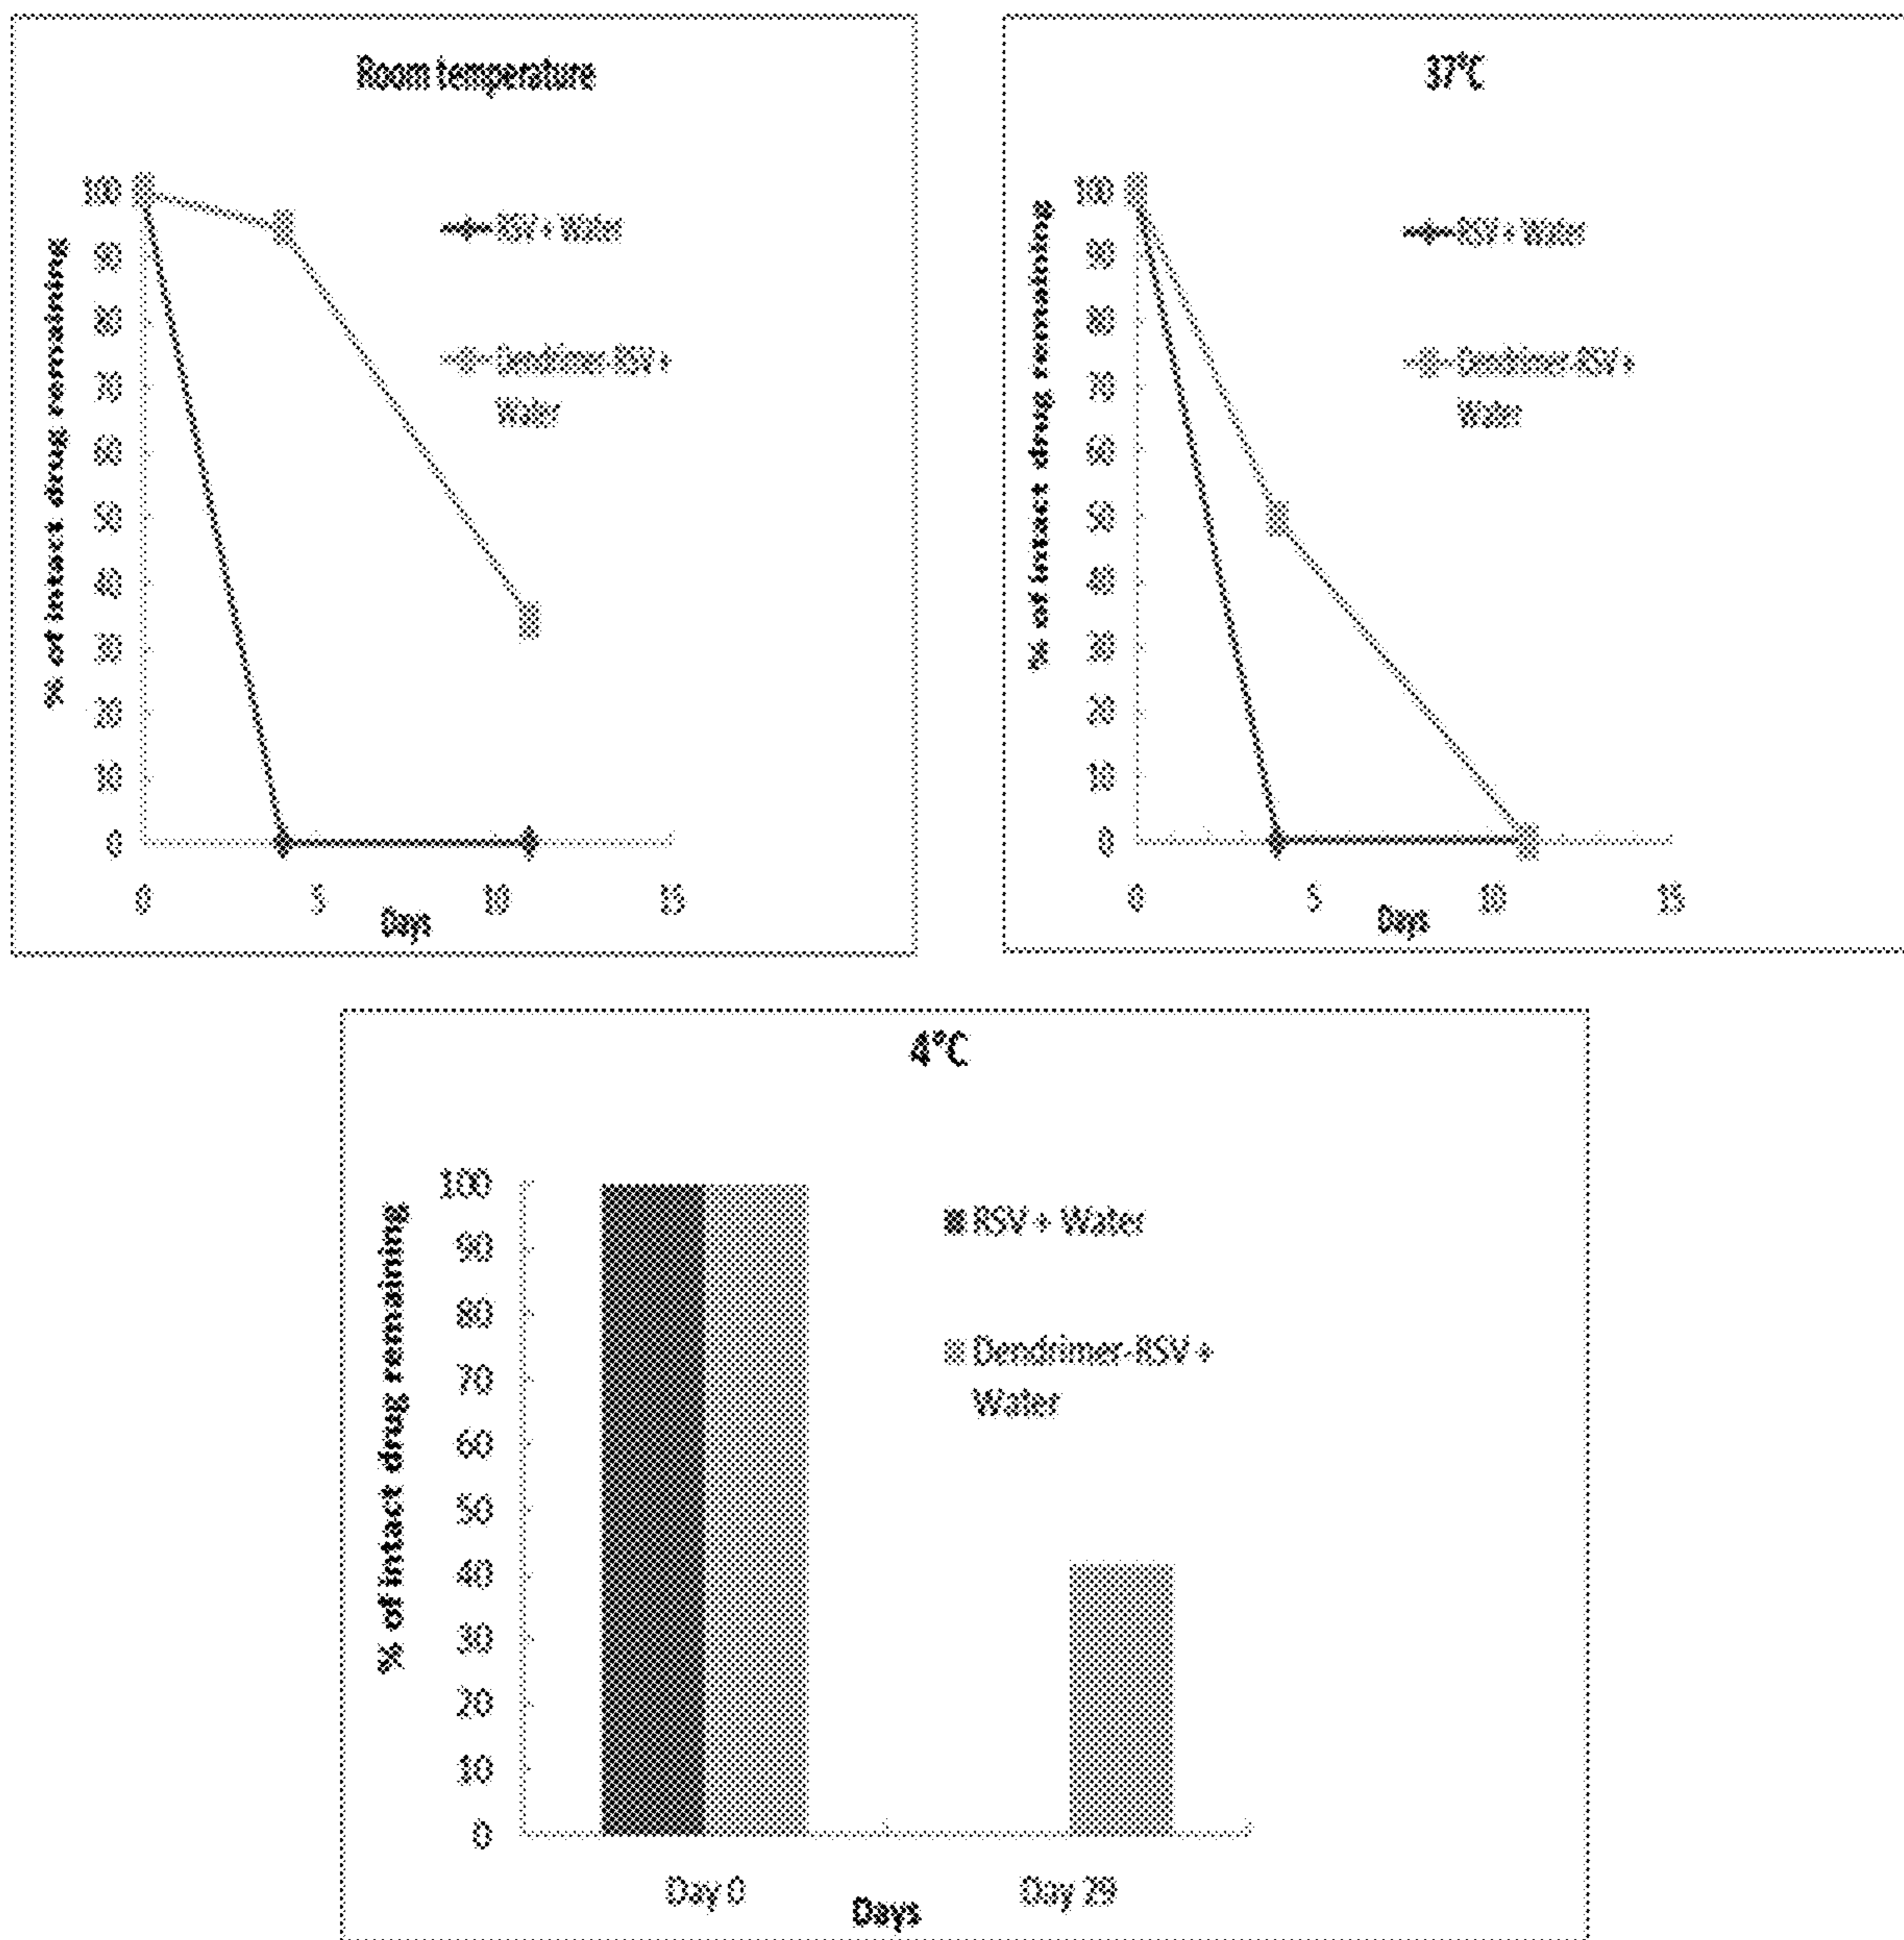 Room temperature
% of intact drug remaining
100
90
80
70
60
50
40
30
20
10
0
RSV + Water
Dendrimer-RSV +
Water
0 5 10 15
Days
37°C
% of intact drug remaining
100
90
80
70
60
50
40
30
20
10
0
RSV + Water
Dendrimer-RSV +
Water
0 5 10 15
Days
4°C
% of intact drug remaining
100
90
80
70
60
50
40
30
20
10
0
RSV + Water
Dendrimer-RSV +
Water
Day 0 Day 29
Days